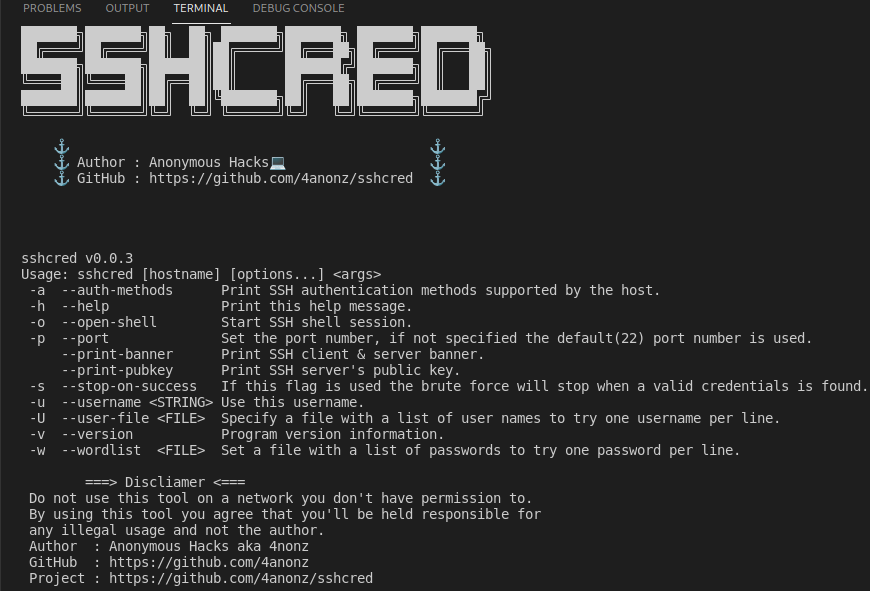 PROBLEMS OUTPUT TERMINAL DEBUG CONSOLE
SSHCRED
⚓ ⚓
⚓ Author : Anonymous Hacks💻 ⚓
⚓ GitHub : https://github.com/4anonz/sshcred ⚓
sshcred v0.0.3
Usage: sshcred [hostname] [options...] <args>
-a --auth-methods Print SSH authentication methods supported by the host.
-h --help Print this help message.
-o --open-shell Start SSH shell session.
-p --port Set the port number, if not specified the default(22) port number is used.
--print-banner Print SSH client & server banner.
--print-pubkey Print SSH server's public key.
-s --stop-on-success If this flag is used the brute force will stop when a valid credentials is found.
-u --username <STRING> Use this username.
-U --user-file <FILE> Specify a file with a list of user names to try one username per line.
-v --version Program version information.
-w --wordlist <FILE> Set a file with a list of passwords to try one password per line.
===> Discliamer <===
Do not use this tool on a network you don't have permission to.
By using this tool you agree that you'll be held responsible for
any illegal usage and not the author.
Author : Anonymous Hacks aka 4nonz
GitHub : https://github.com/4anonz
Project : https://github.com/4anonz/sshcred